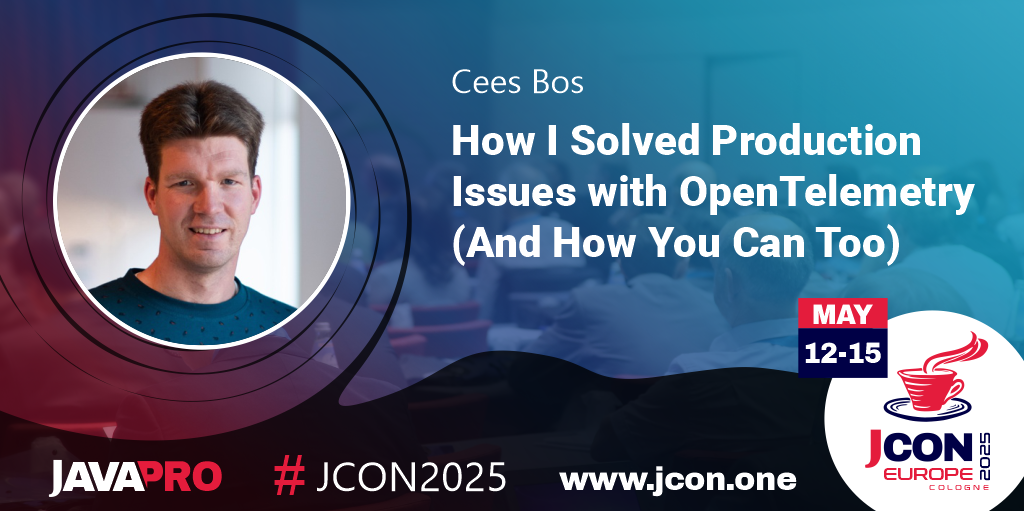 Cees Bos
How I Solved Production
Issues with OpenTelemetry
(And How You Can Too)
MAY
12-15
JCON
EUROPE
COLOGNE
2025
JAVAPRO
# JCON2025
www.jcon.one